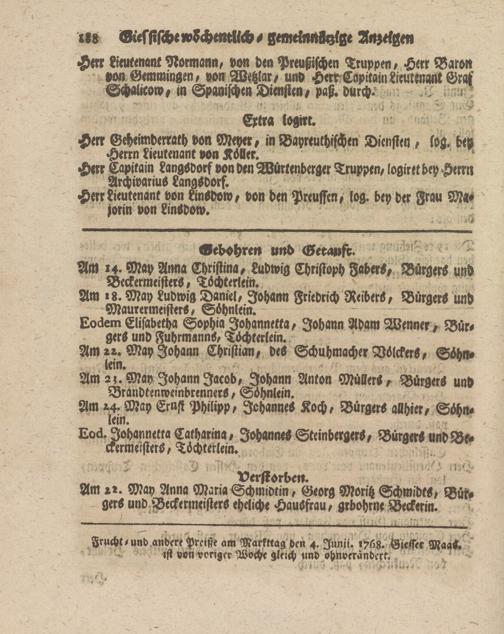 188 Giessische wöchentlich-gemeinnüzige Anzeigen
Herr Lieutenant Normann, von den Preußischen Truppen, Herr Baron
von Gemmingen, von Wetzlar, und Herr Capitain Lieutenant Graf
Schalicow, in Spanischen Diensten, paß. durch.
Extra logirt.
Herr Geheimderrath von Meyer, in Bayreuthischen Diensten, log. bey
Herrn Lieutenant von Köller.
Herr Capitain Langsdorf von den Würtenberger Truppen, logiret bey Herrn
Archivarius Langsdorf.
Herr Lieutenant von Linsdow, von den Preussen, log. bey der Frau Ma-
jorin von Linsdow.
Gebohren und Getauft.
Am 14. May Anna Christina, Ludwig Christoph Fabers, Bürgers und
Beckermeisters, Töchterlein.
Am 18. May Ludwig Daniel, Johann Friedrich Reibers, Bürgers und
Maurermeisters, Söhnlein.
Eodem Elisabetha Sophia Johannetta, Johann Adam Wenner, Bür-
gers und Fuhrmanns, Töchterlein.
Am 22. May Johann Christian, des Schuhmacher Völckers, Söhn-
lein.
Am 23. May Johann Jacob, Johann Anton Müllers, Bürgers und
Brandtenweinbrenners, Söhnlein.
Am 24. May Ernst Philipp, Johannes Koch, Bürgers allhier, Söhn-
lein.
Eod. Johannetta Catharina, Johannes Steinbergers, Bürgers und Be-
ckermeisters, Töchterlein.
Verstorben.
Am 22. May Anna Maria Schmidtin, Georg Moritz Schmidts, Bür-
gers und Beckermeisters eheliche Hausfrau, grbohrne Beckerin.
Frucht- und andere Preisse am Markttag den 4. Junii. 1768. Giesser Maas.
ist von voriger Woche gleich und ohnverändert.